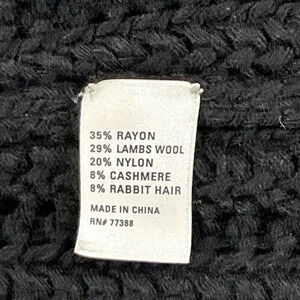 35% RAYON
29% LAMBS WOOL
20% NYLON
8% CASHMERE
8% RABBIT HAIR
MADE IN CHINA
RN# 77388